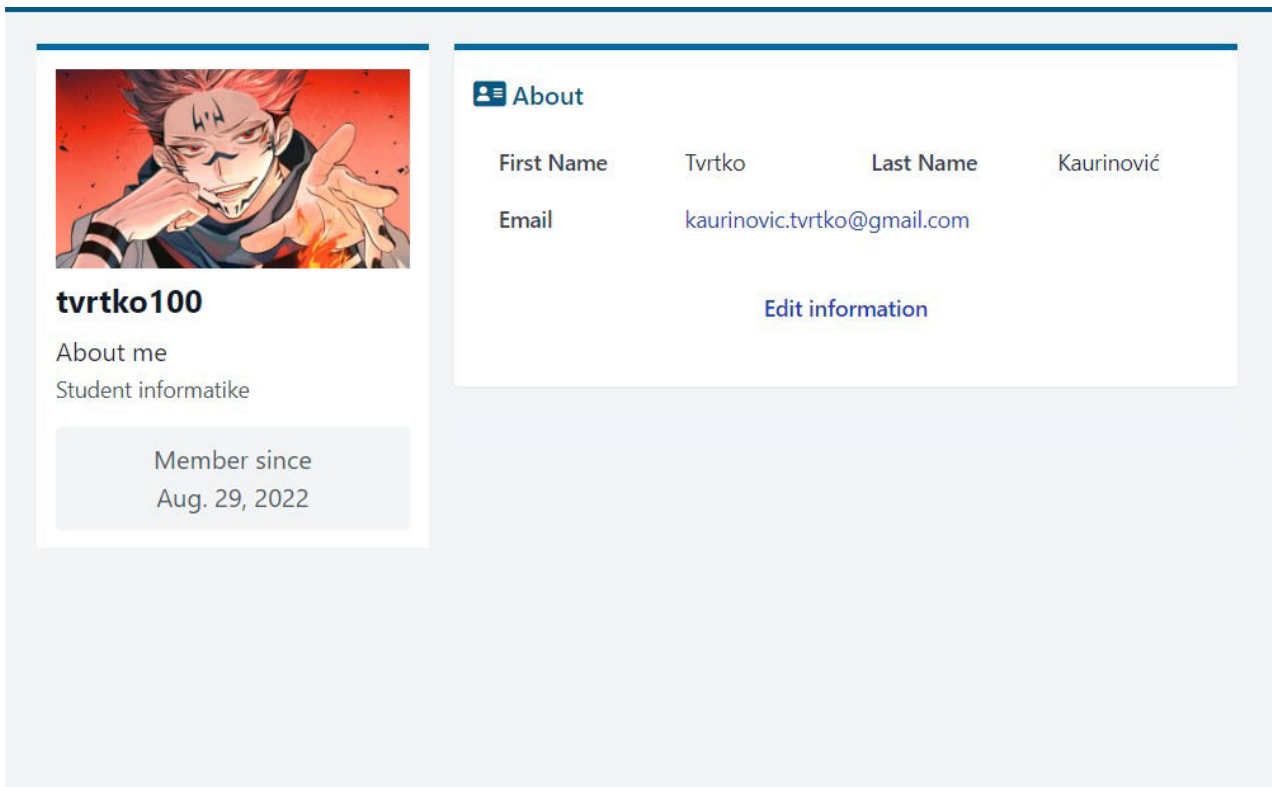 tvrtko100
About me
Student informatike
Member since
Aug. 29, 2022
About
First Name Tvrtko Last Name Kaurinović
Email kaurinovic.tvrtko@gmail.com
Edit information